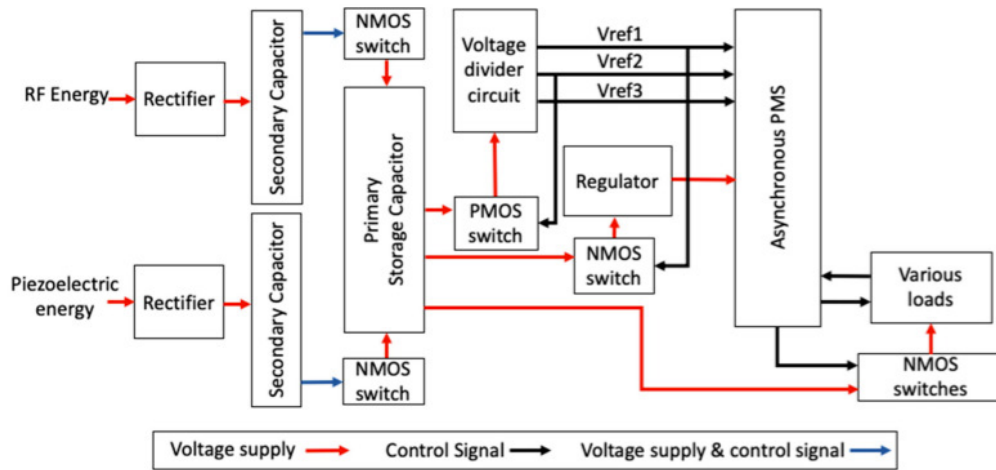 RF Energy
Rectifier
Secondary Capacitor
NMOS
switch
Primary
Storage Capacitor
Voltage
divider
circuit
Vref1
Vref2
Vref3
Asynchronous PMS
PMOS
switch
Regulator
NMOS
switch
Piezoelectric
energy
Rectifier
Secondary Capacitor
NMOS
switch
Various
loads
NMOS
switches
Voltage supply
Control Signal
Voltage supply & control signal